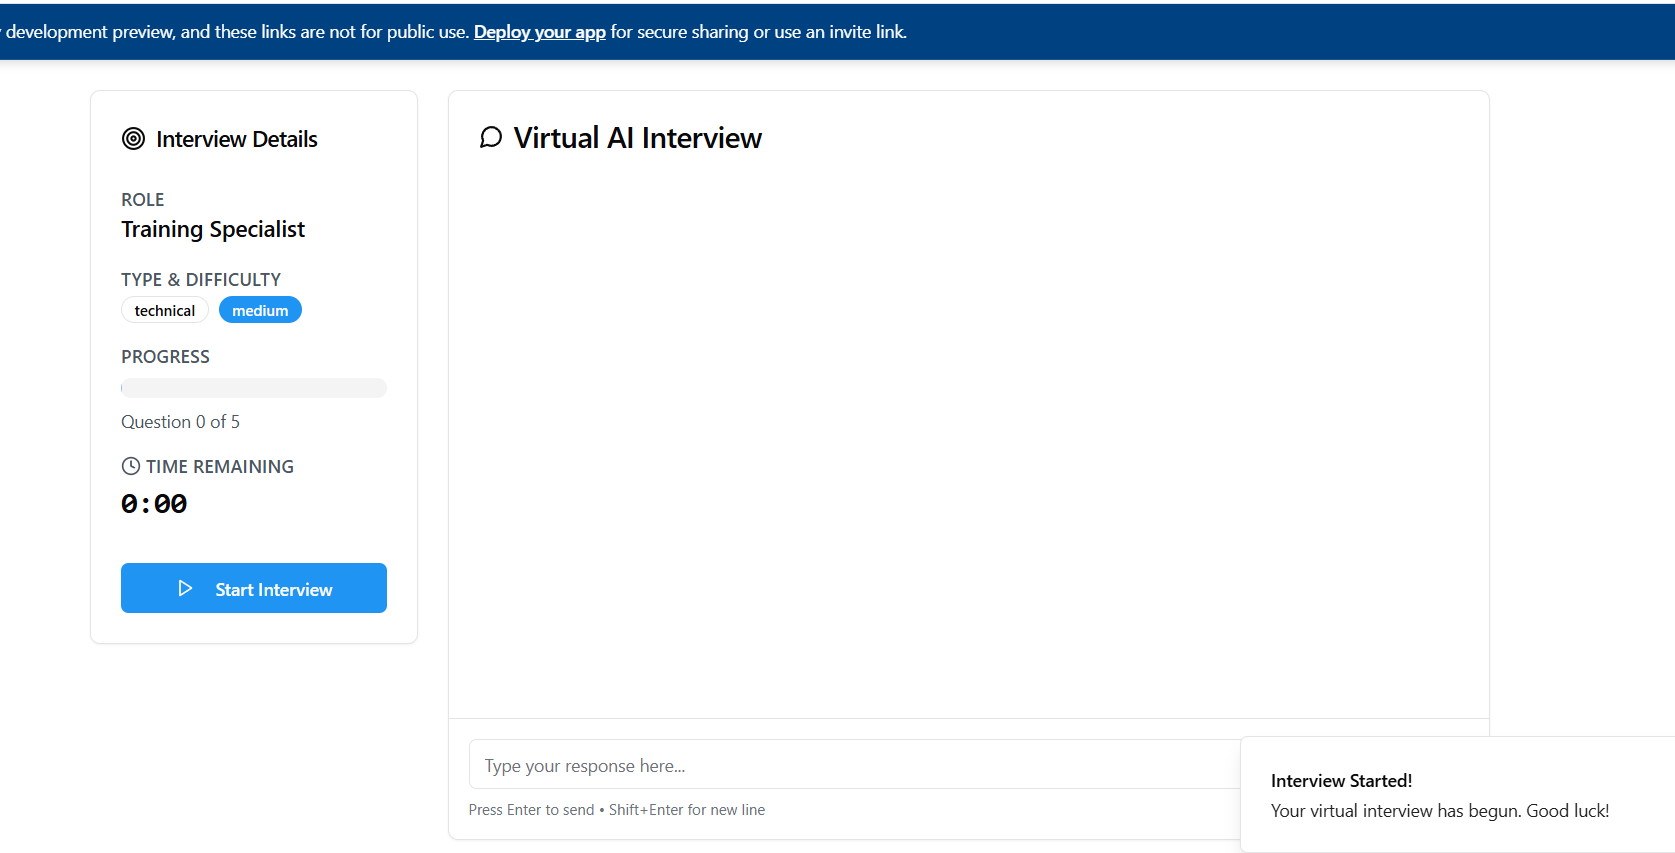 development preview, and these links are not for public use. Deploy your app for secure sharing or use an invite link.
Interview Details
ROLE
Training Specialist
TYPE & DIFFICULTY
technical medium
PROGRESS
Question 0 of 5
TIME REMAINING
0:00
Start Interview
Virtual AI Interview
Type your response here...
Press Enter to send • Shift+Enter for new line
Interview Started!
Your virtual interview has begun. Good luck!